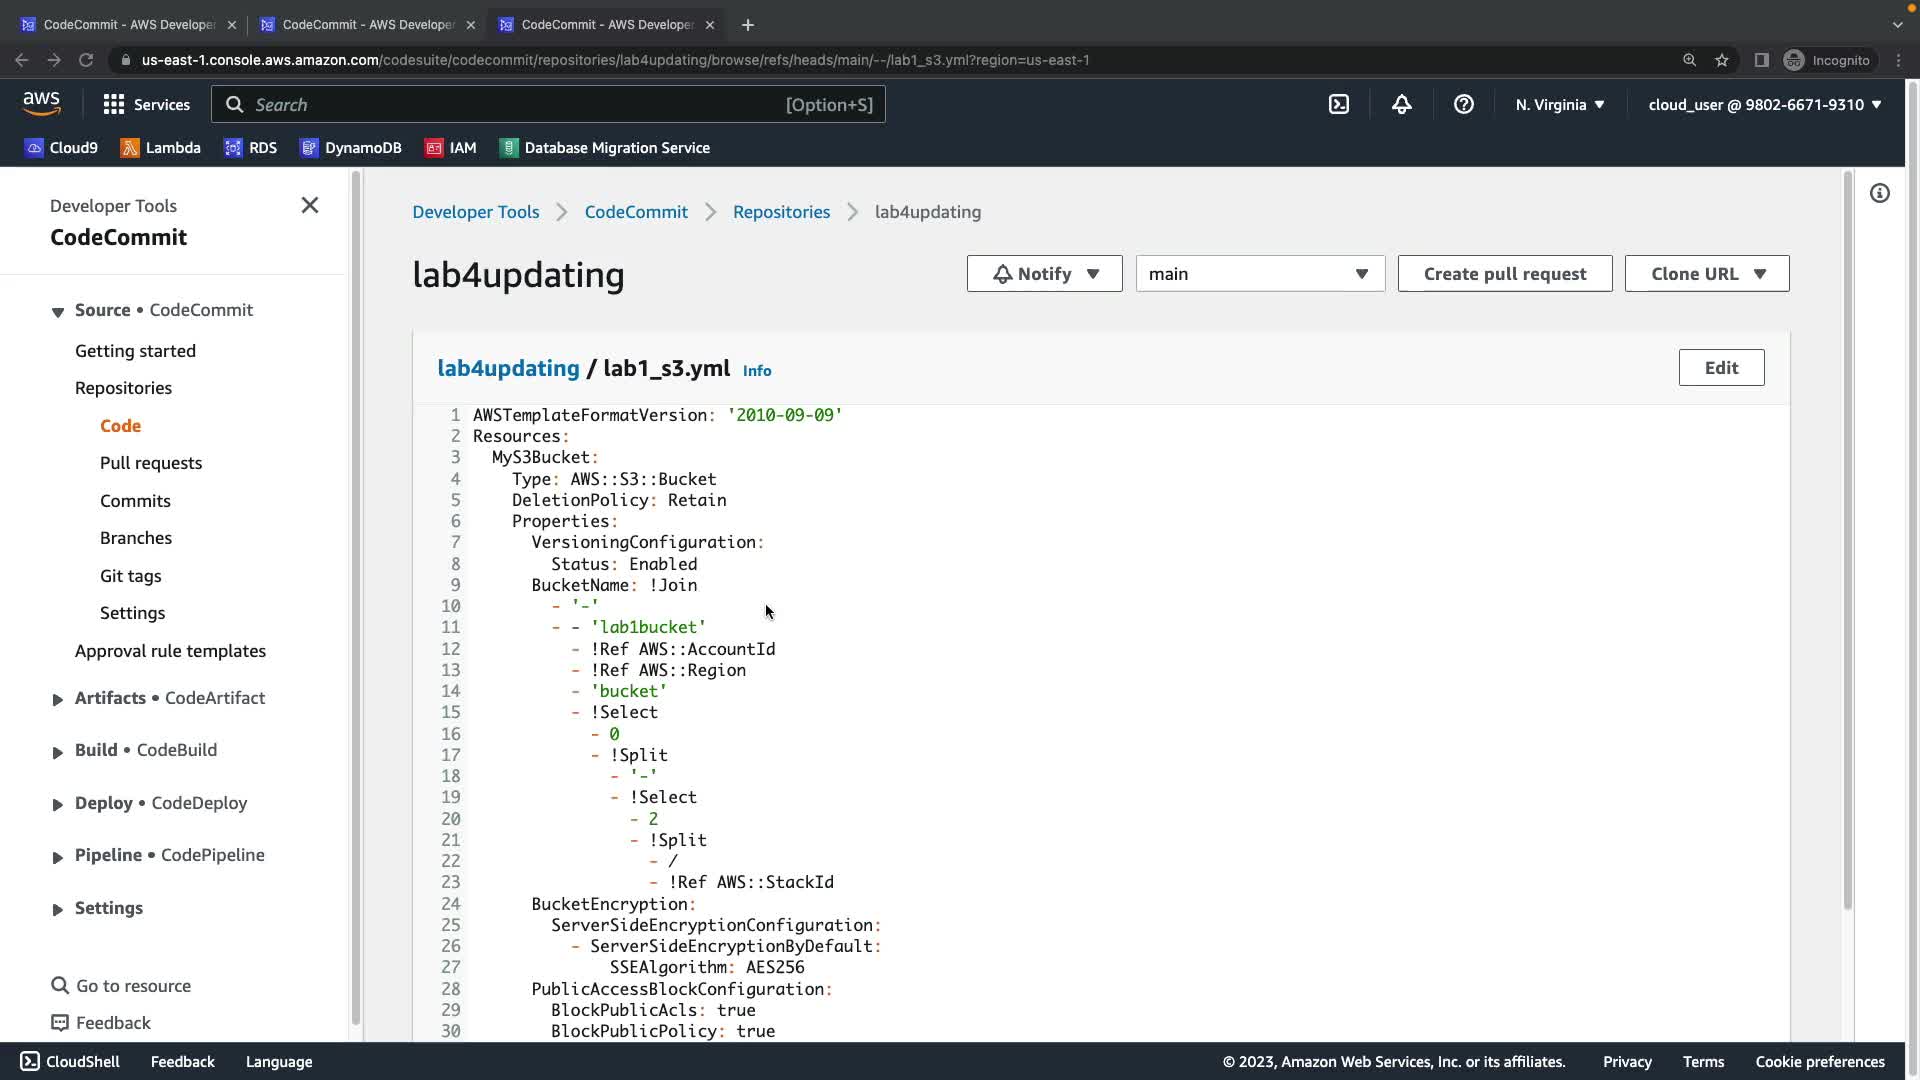 CodeCommit - AWS Develope
CodeCommit - AWS Develope
CodeCommit - AWS Develope
us-east-1.console.aws.amazon.com/codesuite/codecommit/repositories/lab4updating/browse/refs/heads/main/--/lab1_s3.yml?region=us-east-1
Incognito
aws
Services
Search
[Option+S]
N. Virginia
cloud_user @ 9802-6671-9310
Cloud9
Lambda
RDS
DynamoDB
IAM
Database Migration Service
Developer Tools
CodeCommit
Source • CodeCommit
Getting started
Repositories
Code
Pull requests
Commits
Branches
Git tags
Settings
Approval rule templates
Artifacts • CodeArtifact
Build • CodeBuild
Deploy • CodeDeploy
Pipeline • CodePipeline
Settings
Go to resource
Feedback
Developer Tools
CodeCommit
Repositories
lab4updating
lab4updating
Notify
main
Create pull request
Clone URL
lab4updating / lab1_s3.yml Info
Edit
1 AWSTemplateFormatVersion: '2010-09-09'
2 Resources:
3   MyS3Bucket:
4     Type: AWS::S3::Bucket
5     DeletionPolicy: Retain
6     Properties:
7       VersioningConfiguration:
8         Status: Enabled
9       BucketName: !Join
10         - '-'
11         - - 'lab1bucket'
12           - !Ref AWS::AccountId
13           - !Ref AWS::Region
14           - 'bucket'
15           - !Select
16             - 0
17             - !Split
18               - '-'
19               - !Select
20                 - 2
21                 - !Split
22                   - /
23                   - !Ref AWS::StackId
24       BucketEncryption:
25         ServerSideEncryptionConfiguration:
26           - ServerSideEncryptionByDefault:
27               SSEAlgorithm: AES256
28       PublicAccessBlockConfiguration:
29         BlockPublicAcls: true
30         BlockPublicPolicy: true
CloudShell
Feedback
Language
© 2023, Amazon Web Services, Inc. or its affiliates.
Privacy
Terms
Cookie preferences